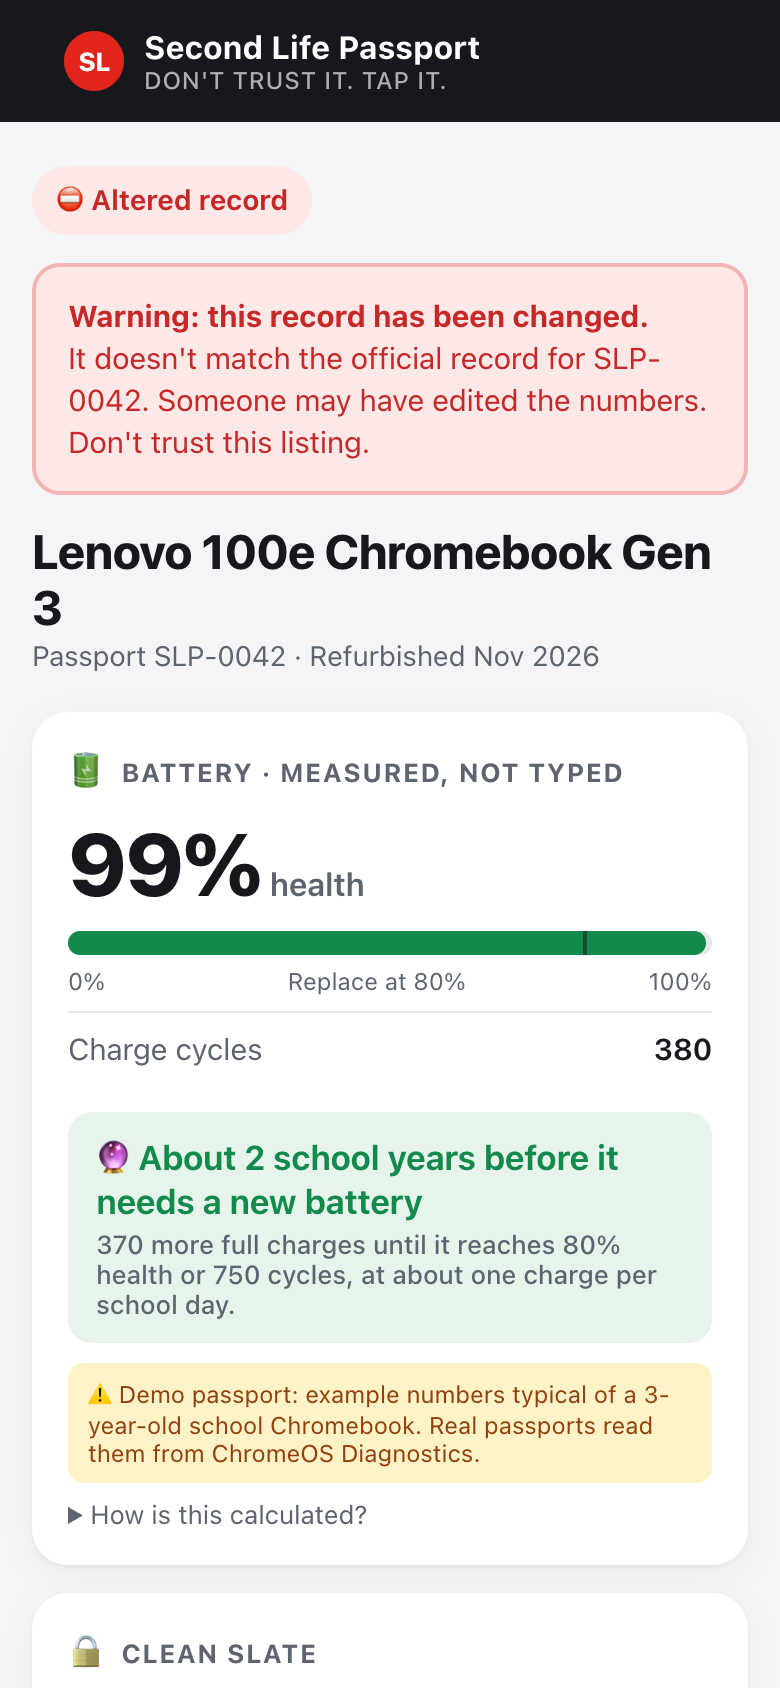 SL
Second Life Passport
DON'T TRUST IT. TAP IT.
⛔ Altered record
Warning: this record has been changed.
It doesn't match the official record for SLP-
0042. Someone may have edited the numbers.
Don't trust this listing.
Lenovo 100e Chromebook Gen
3
Passport SLP-0042 · Refurbished Nov 2026
🔋 BATTERY · MEASURED, NOT TYPED
99% health
0% Replace at 80% 100%
Charge cycles 380
🔮 About 2 school years before it
needs a new battery
370 more full charges until it reaches 80%
health or 750 cycles, at about one charge per
school day.
⚠️ Demo passport: example numbers typical of a 3-
year-old school Chromebook. Real passports read
them from ChromeOS Diagnostics.
▶ How is this calculated?
🔒 CLEAN SLATE